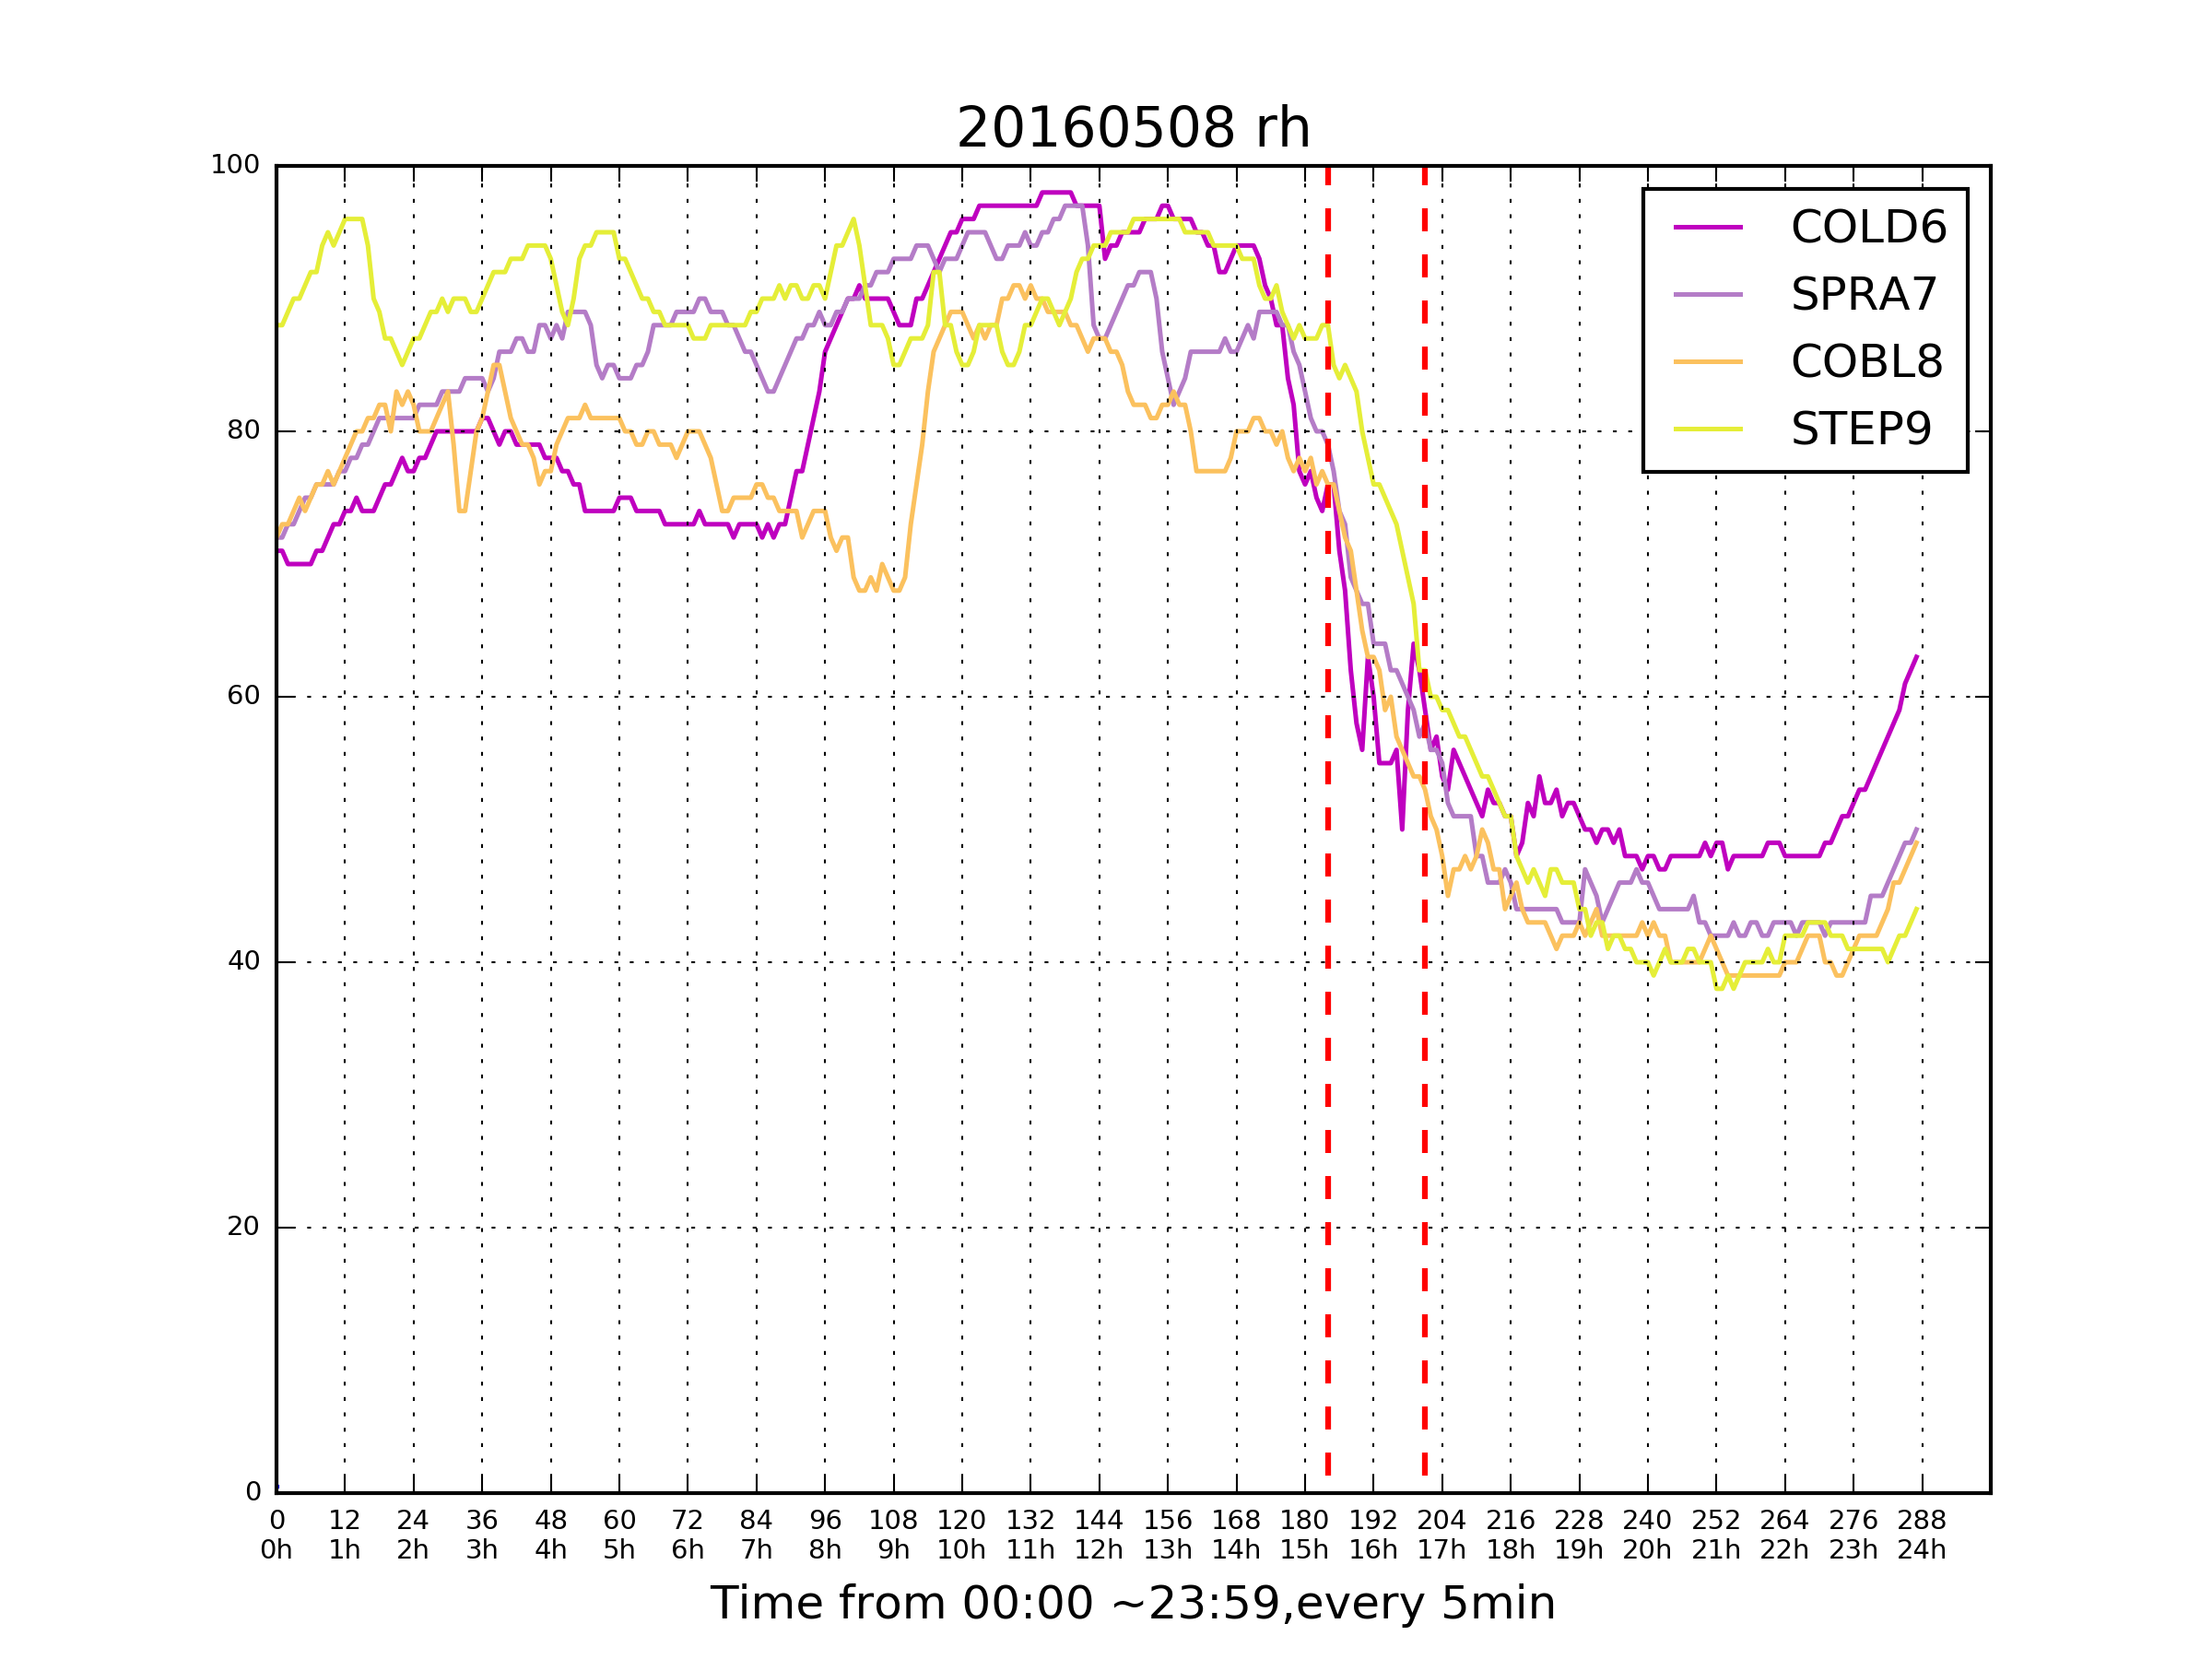 20160508 rh
100
80
60
40
20
0
COLD6
SPRA7
COBL8
STEP9
0 12 24 36 48 60 72 84 96 108 120 132 144 156 168 180 192 204 216 228 240 252 264 276 288
0h 1h 2h 3h 4h 5h 6h 7h 8h 9h 10h 11h 12h 13h 14h 15h 16h 17h 18h 19h 20h 21h 22h 23h 24h
Time from 00:00 ~23:59,every 5min